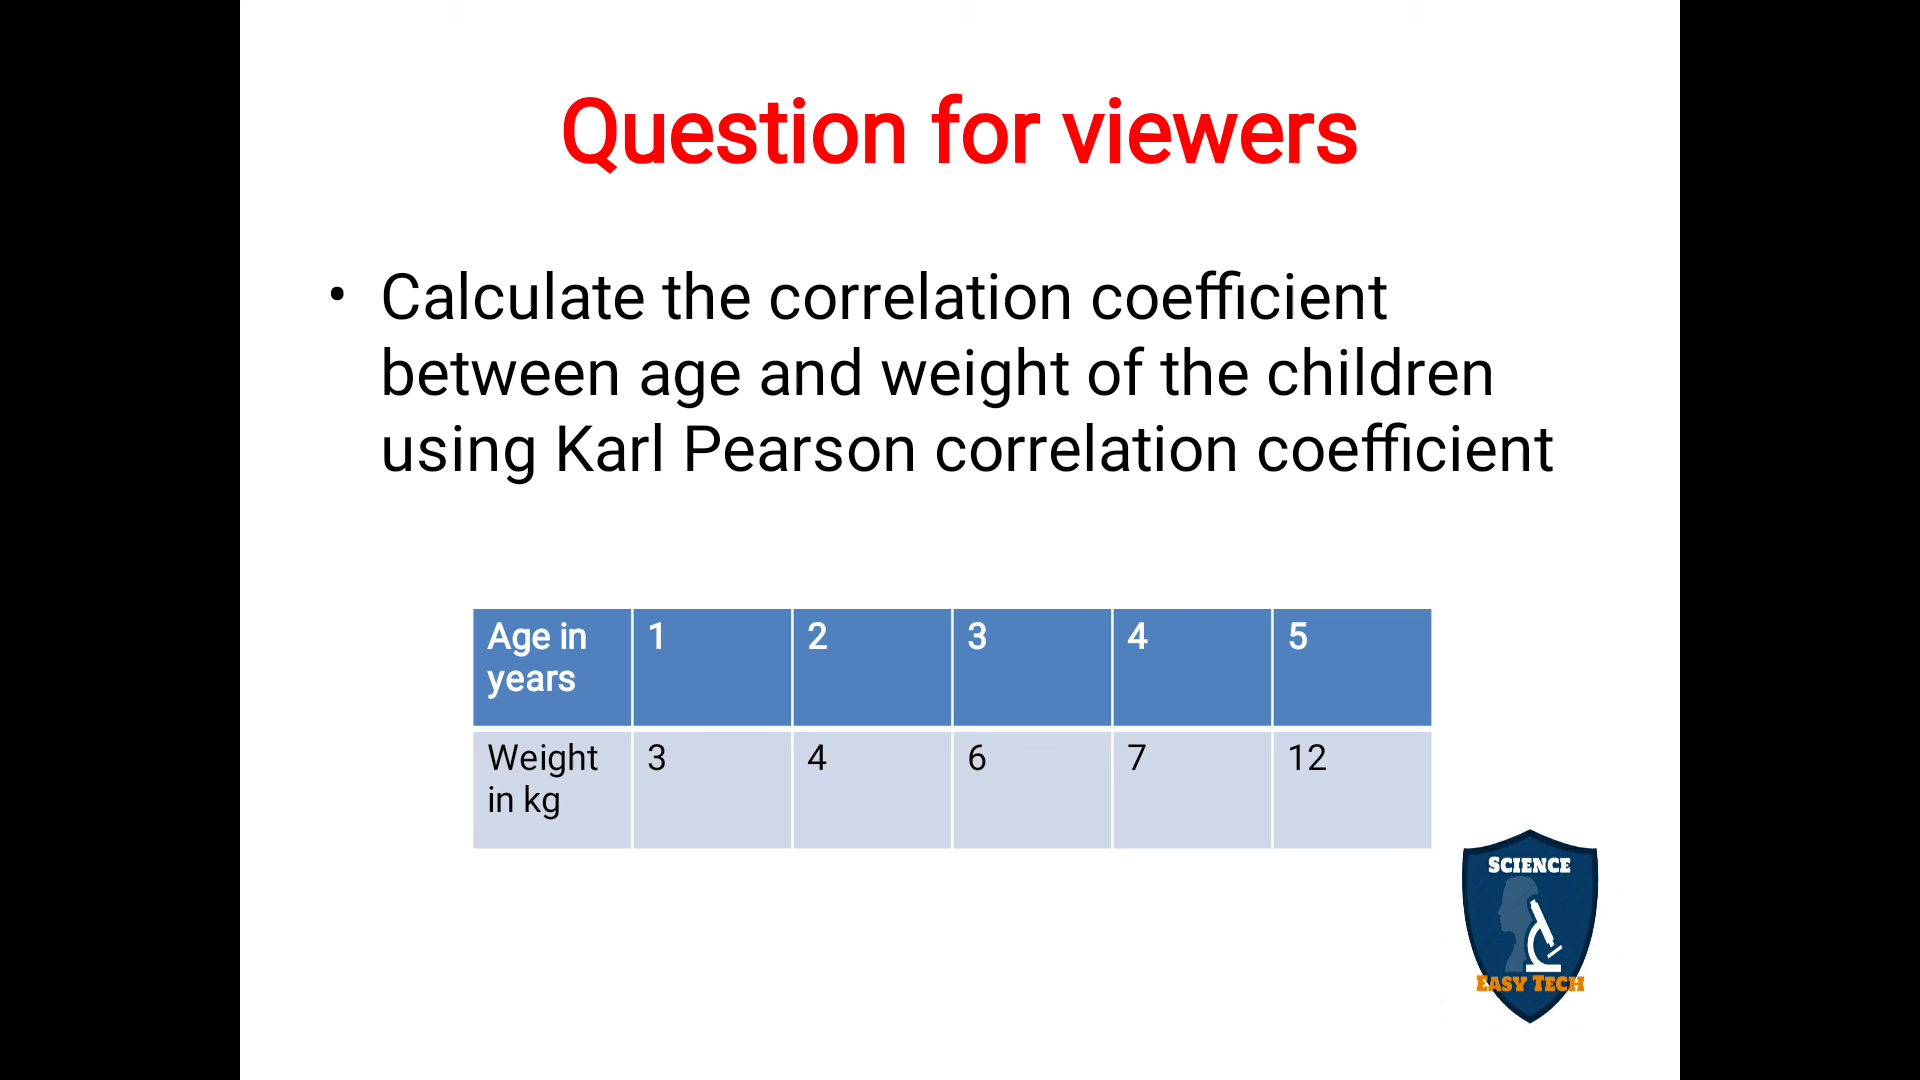 Question for viewers
• Calculate the correlation coefficient
between age and weight of the children
using Karl Pearson correlation coefficient
Age in years 1 2 3 4 5
Weight in kg 3 4 6 7 12
SCIENCE
EASY TECH